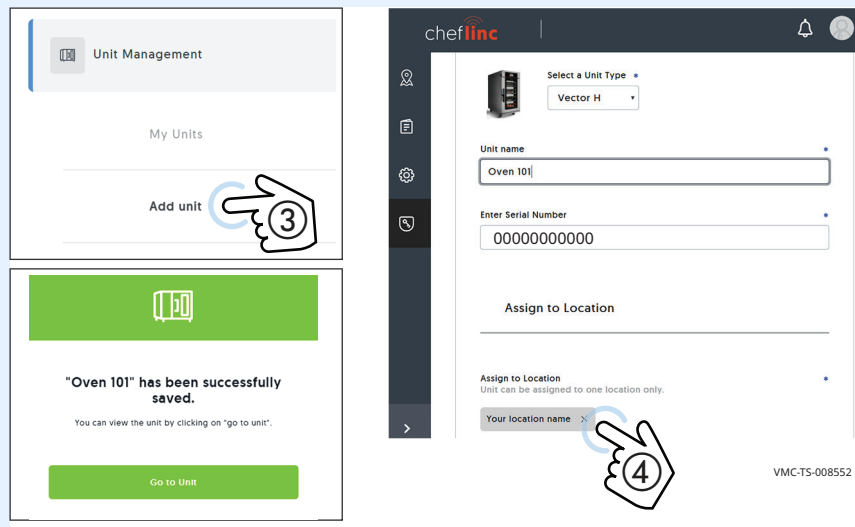 Unit Management
My Units
Add unit
3
"Oven 101" has been successfully
saved.
You can view the unit by clicking on "go to unit".
Go to Unit
cheflinc
Select a Unit Type *
Vector H
Unit name *
Oven 101
Enter Serial Number *
00000000000
Assign to Location
Assign to Location *
Unit can be assigned to one location only.
Your location name ×
4
VMC-TS-008552